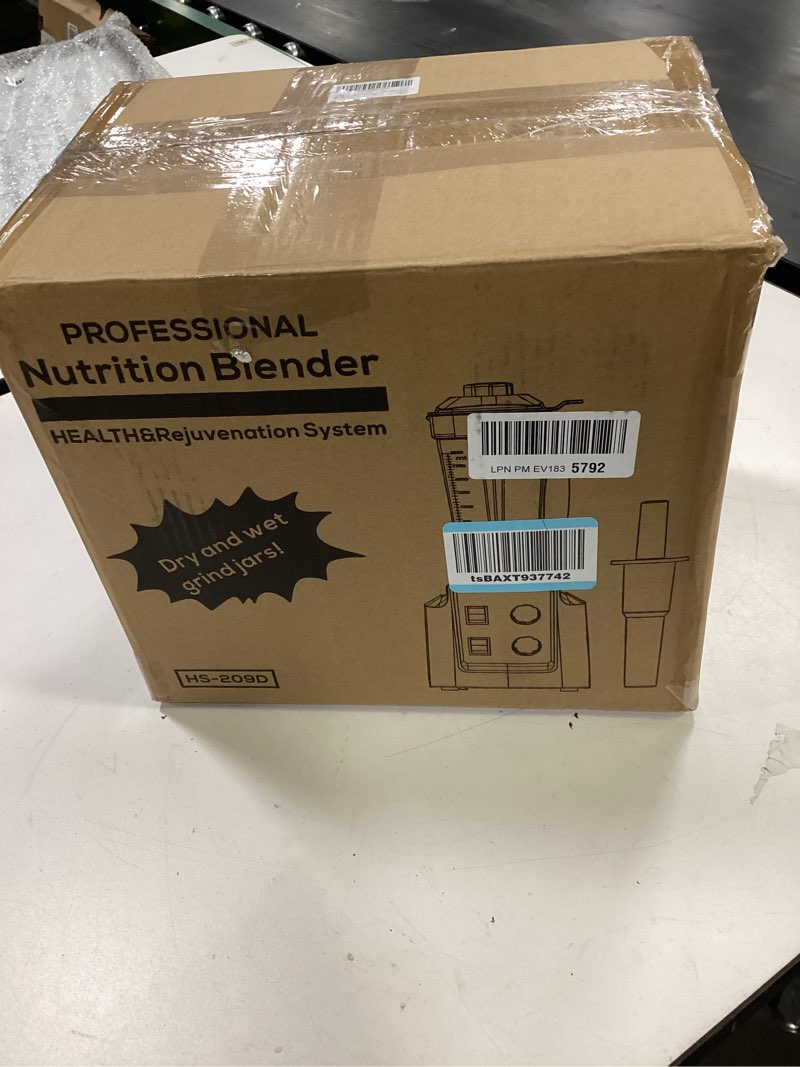 PROFESSIONAL
Nutrition Blender
HEALTH&Rejuvenation System
Dry and wet
grind jars!
HS-209D
LPN PM EV183 5792
tsBAXT937742